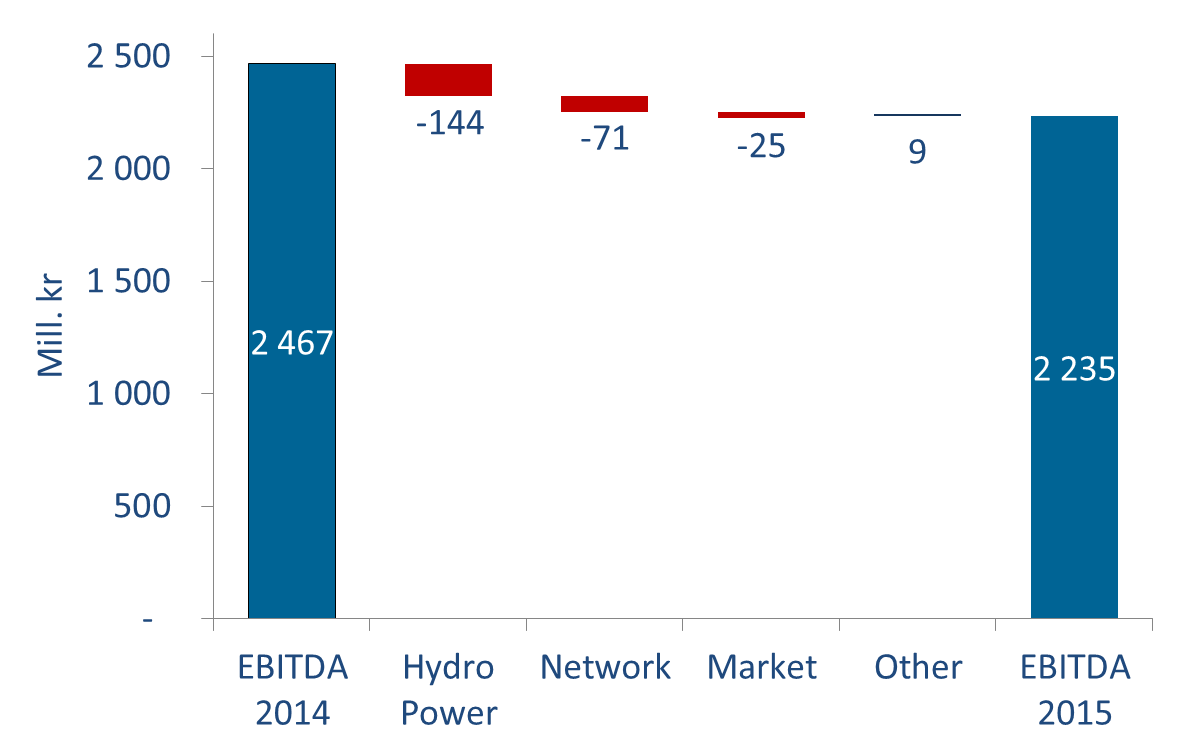 2 500
2 000
1 500
1 000
500
-
Mill. kr
2 467
-144
-71
-25
9
2 235
EBITDA
2014
Hydro
Power
Network
Market
Other
EBITDA
2015